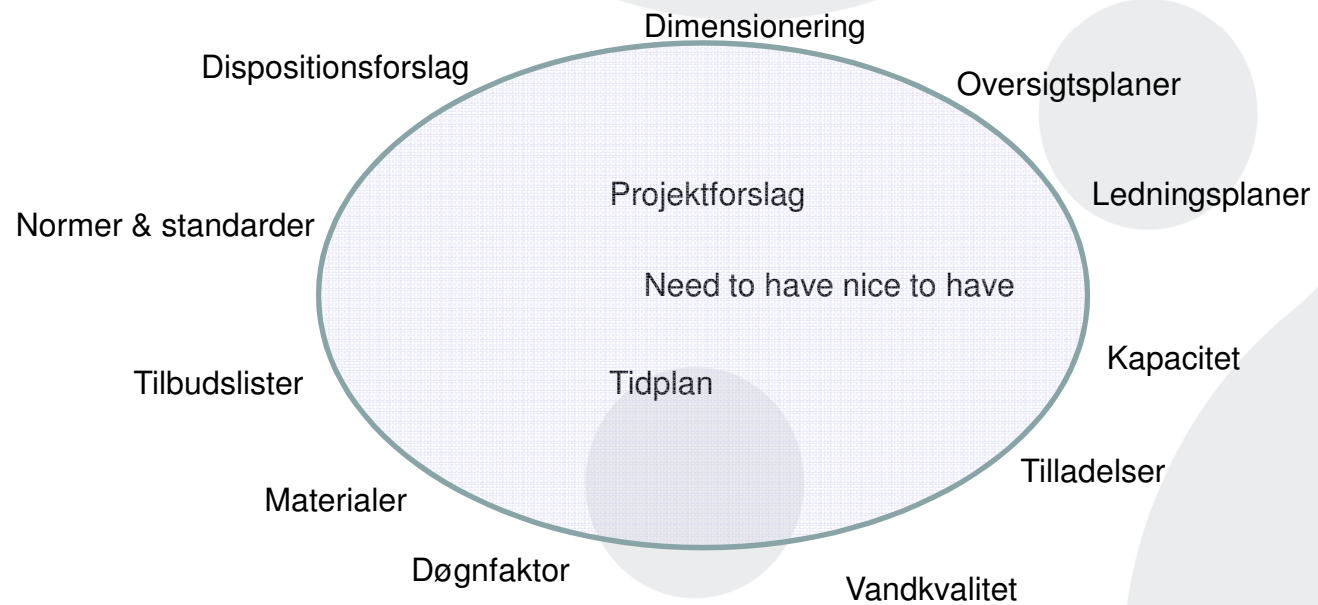 Dimensionering
Dispositionsforslag
Oversigtsplaner
Projektforslag
Ledningsplaner
Normer & standarder
Need to have nice to have
Kapacitet
Tilbudslister
Tidplan
Tilladelser
Materialer
Døgnfaktor
Vandkvalitet